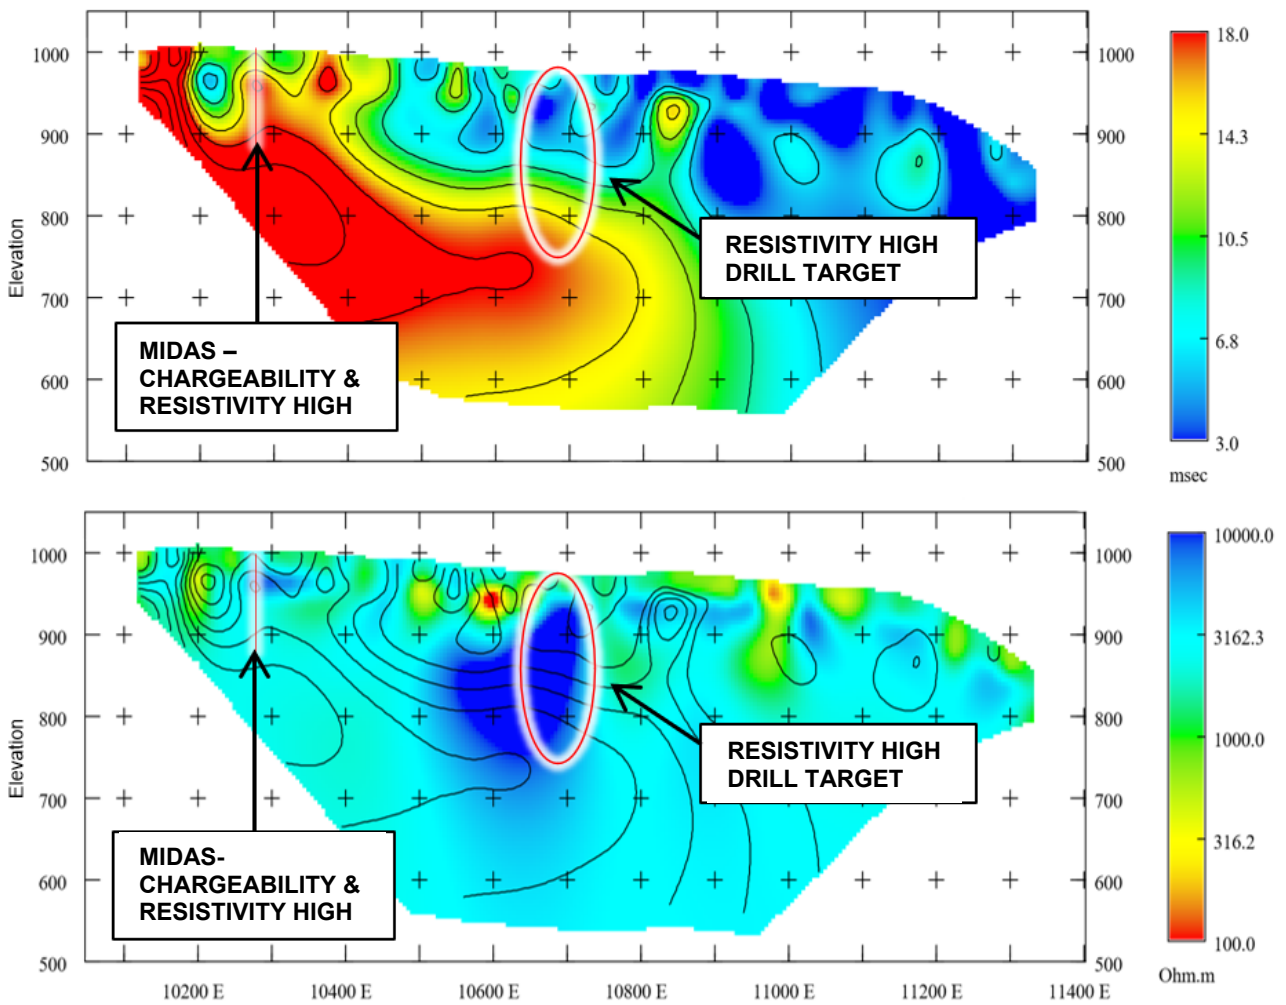 1000
900
800
700
600
500
Elevation
1000
900
800
700
600
500
18.0
14.3
10.5
6.8
3.0
msec
RESISTIVITY HIGH
DRILL TARGET
MIDAS –
CHARGEABILITY &
RESISTIVITY HIGH
1000
900
800
700
600
500
Elevation
1000
900
800
700
600
500
10000.0
3162.3
1000.0
316.2
100.0
Ohm.m
RESISTIVITY HIGH
DRILL TARGET
MIDAS-
CHARGEABILITY &
RESISTIVITY HIGH
10200 E 10400 E 10600 E 10800 E 11000 E 11200 E 11400 E